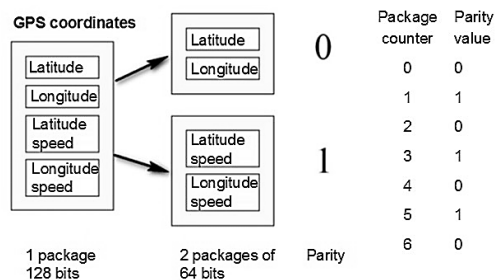 GPS coordinates
Latitude
Longitude
Latitude
speed
Longitude
speed
1 package
128 bits
Latitude
Longitude
Latitude
speed
Longitude
speed
2 packages of
64 bits
0
1
Parity
Package Parity
counter value
0 0
1 1
2 0
3 1
4 0
5 1
6 0